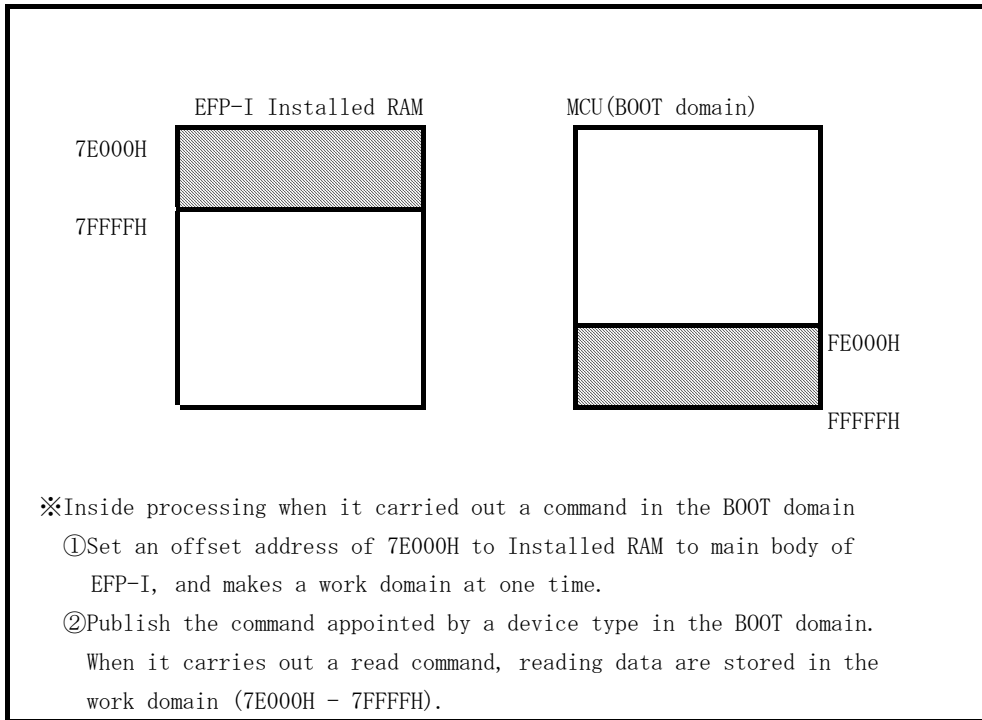 EFP-I Installed RAM
MCU(BOOT domain)
7E000H
7FFFFH
FE000H
FFFFFH
※Inside processing when it carried out a command in the BOOT domain
①Set an offset address of 7E000H to Installed RAM to main body of
EFP-I, and makes a work domain at one time.
②Publish the command appointed by a device type in the BOOT domain.
When it carries out a read command, reading data are stored in the
work domain (7E000H - 7FFFFH).